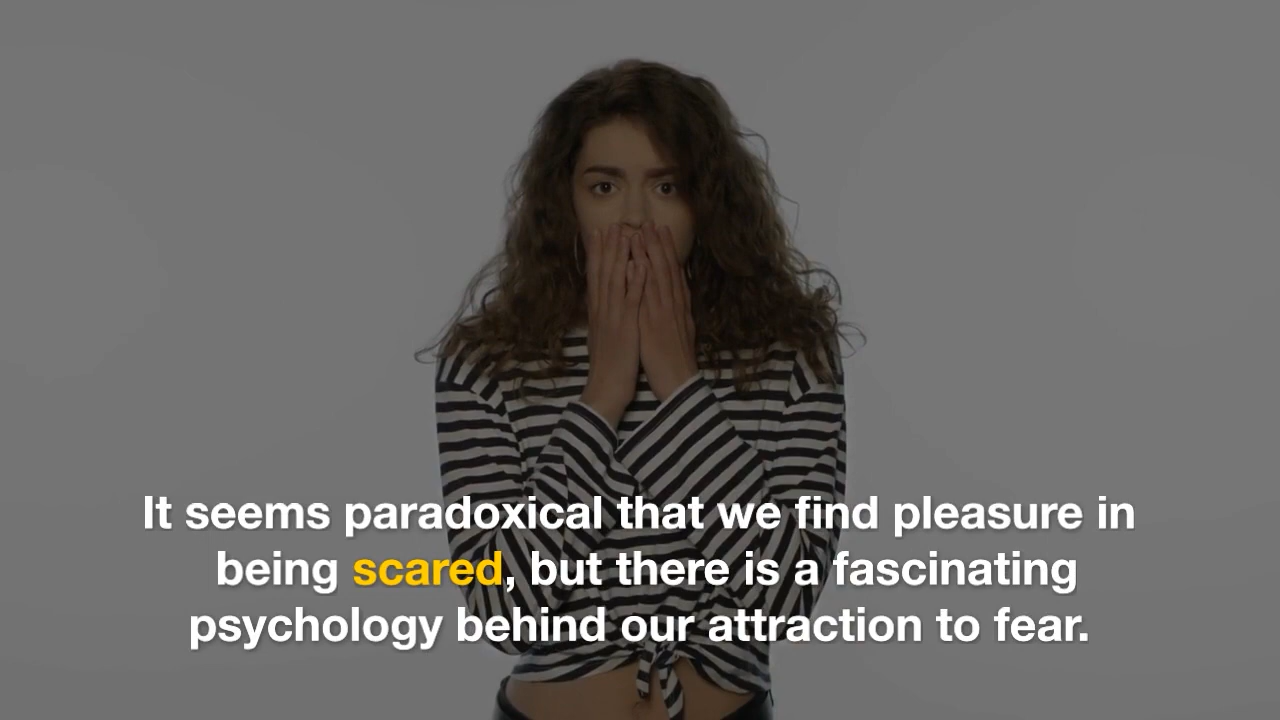 It seems paradoxical that we find pleasure in
being scared, but there is a fascinating
psychology behind our attraction to fear.